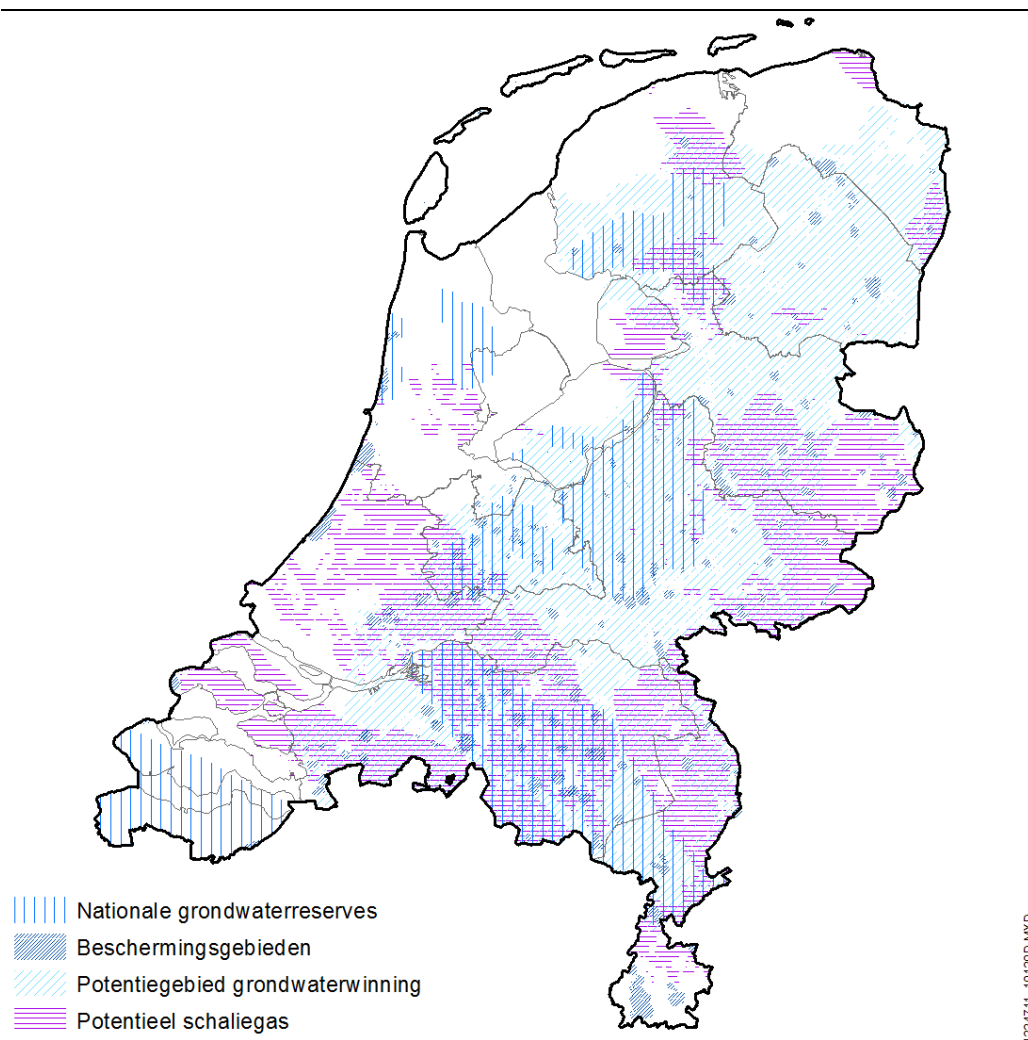 Nationale grondwaterreserves
Beschermingsgebieden
Potentiegebied grondwaterwinning
Potentieel schaliegas